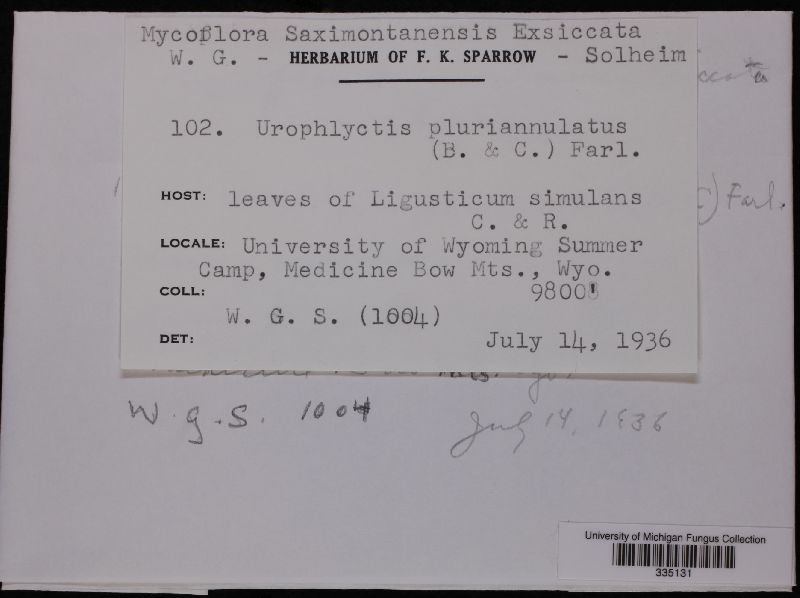 Mycoflora Saximontanensis Exsiccata
W. G. - HERBARIUM OF F. K. SPARROW - Solheim
102. Urophlyctis pluriannulatus
(B. & C.) Farl.
HOST: leaves of Ligusticum simulans
C. & R.
LOCALE: University of Wyoming Summer
Camp, Medicine Bow Mts., Wyo.
COLL: 9800'
W. G. S. (1004)
DET: July 14, 1936
C) Farl.
W. G. S. 1004 July 14, 1936
University of Michigan Fungus Collection
335131